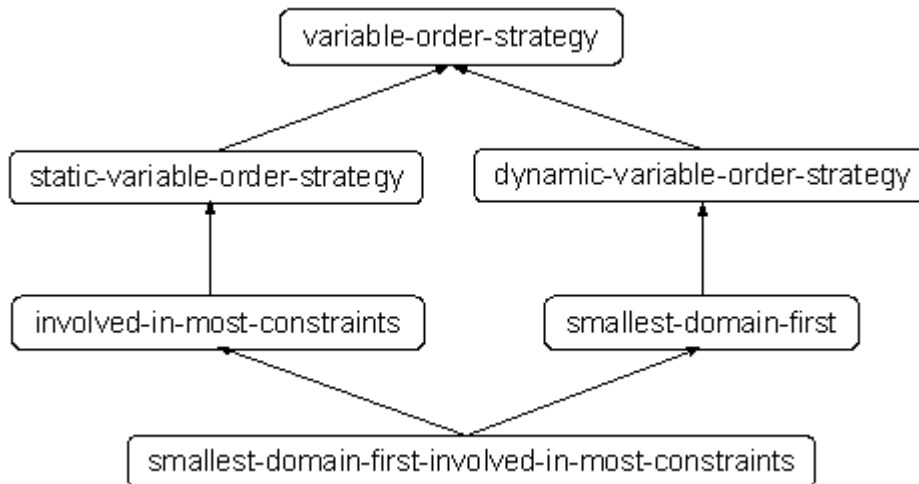 variable-order-strategy
static-variable-order-strategy
dynamic-variable-order-strategy
involved-in-most-constraints
smallest-domain-first
smallest-domain-first-involved-in-most-constraints